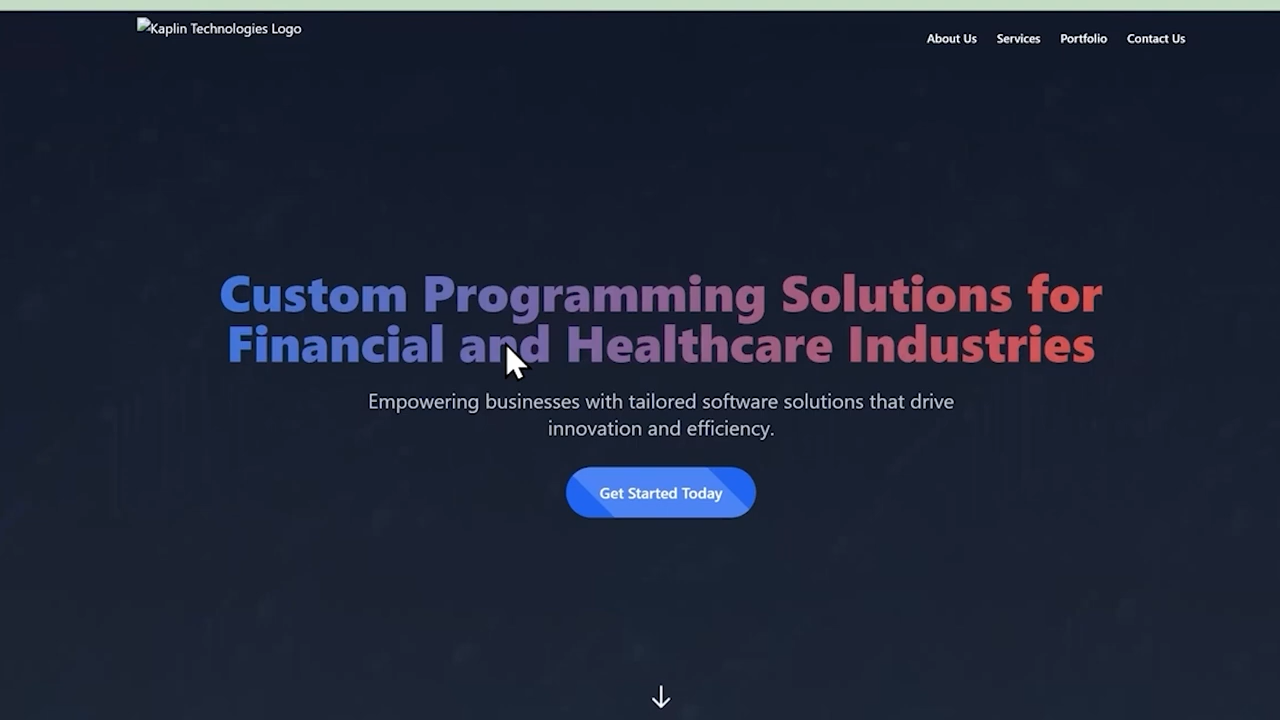 Kaplin Technologies Logo
About Us
Services
Portfolio
Contact Us
Custom Programming Solutions for
Financial and Healthcare Industries
Empowering businesses with tailored software solutions that drive
innovation and efficiency.
Get Started Today